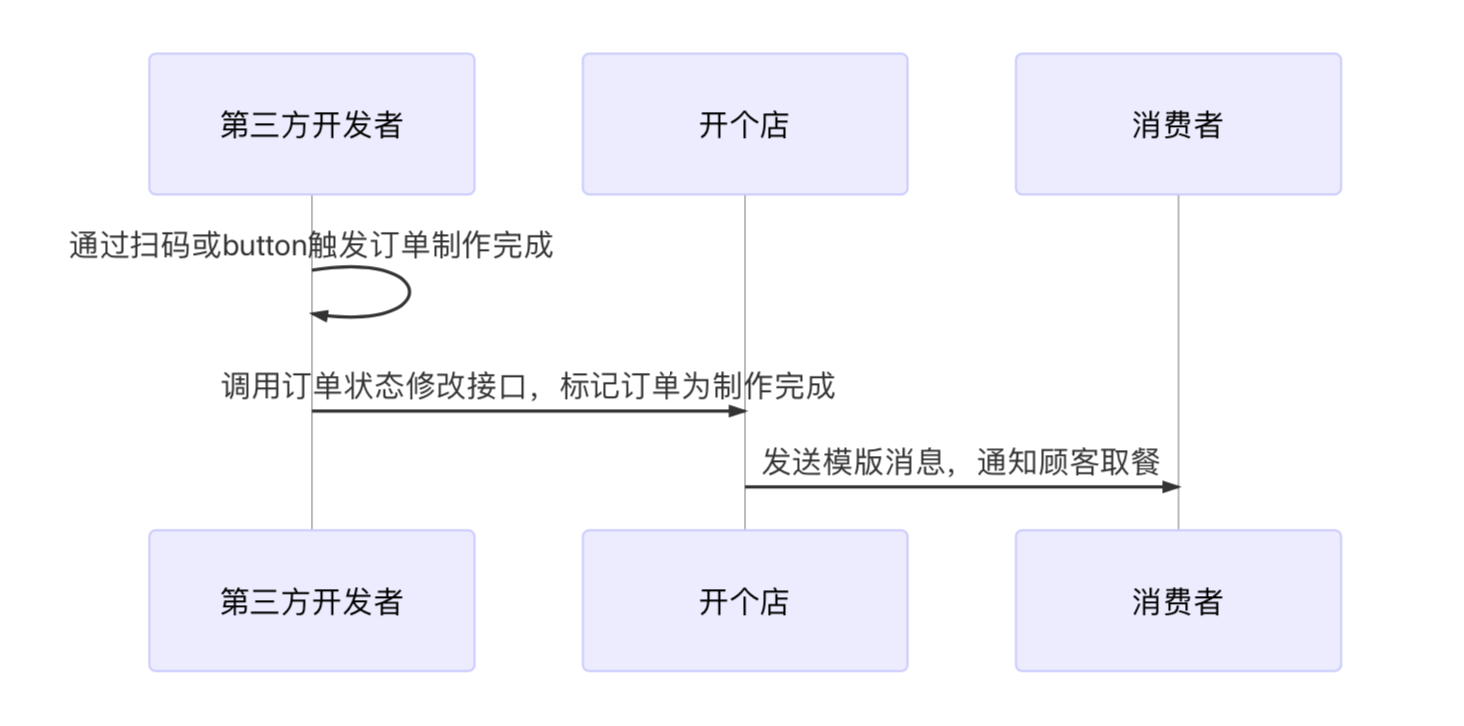 第三方开发者
开个店
消费者
通过扫码或button触发订单制作完成
调用订单状态修改接口，标记订单为制作完成
发送模版消息，通知顾客取餐
第三方开发者
开个店
消费者